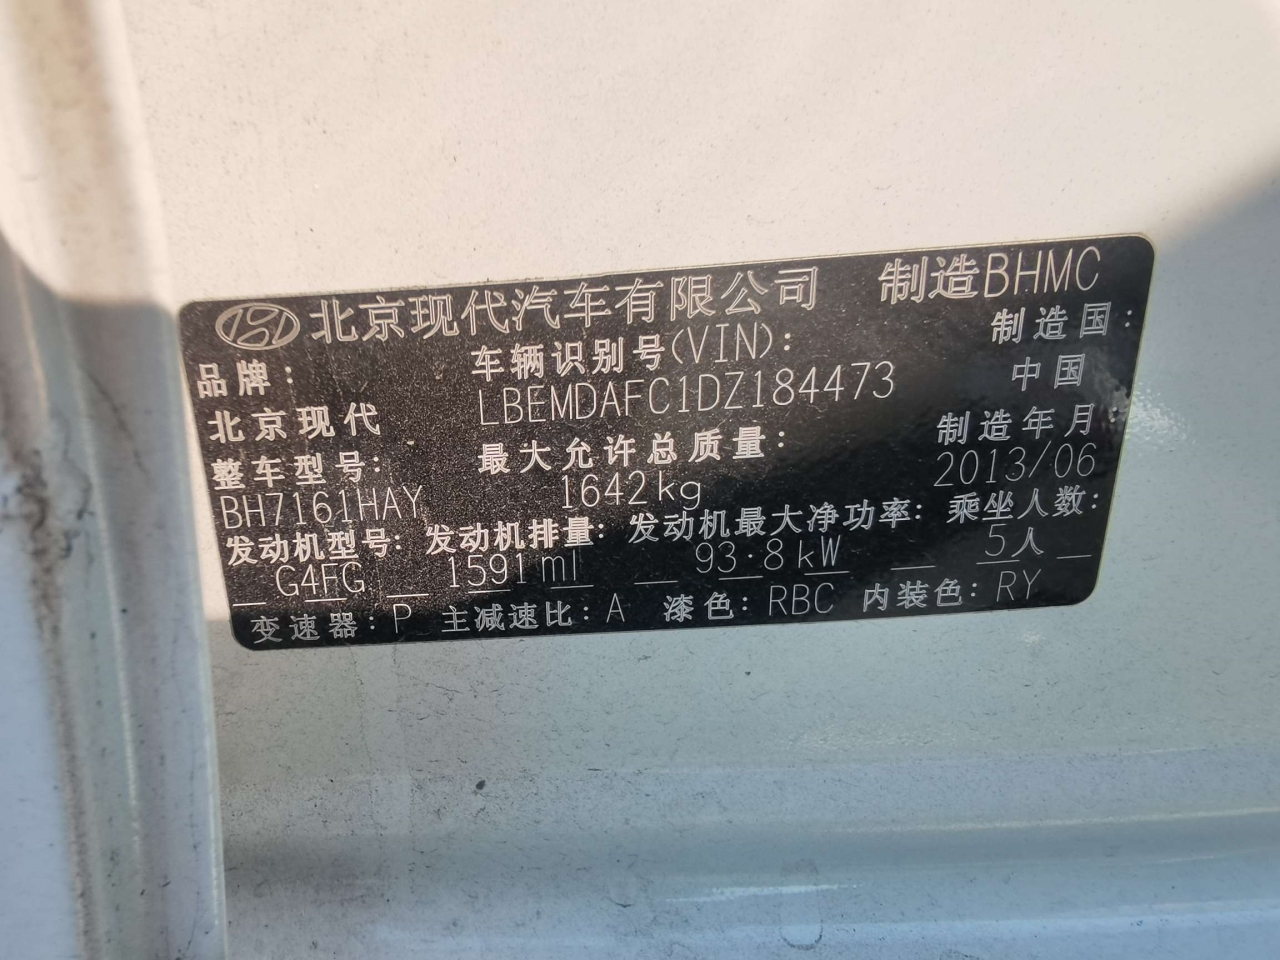 北京现代汽车有限公司 制造BHMC
品牌: 车辆识别号(VIN): 制造国:
北京现代 LBEMDAFC1DZ184473 中国
整车型号: 最大允许总质量: 制造年月
BH7161HAY 1642kg 2013/06
发动机型号: 发动机排量: 发动机最大净功率: 乘坐人数:
G4FG 1591ml 93.8kW 5人
变速器: P 主减速比: A 漆色: RBC 内装色: RY